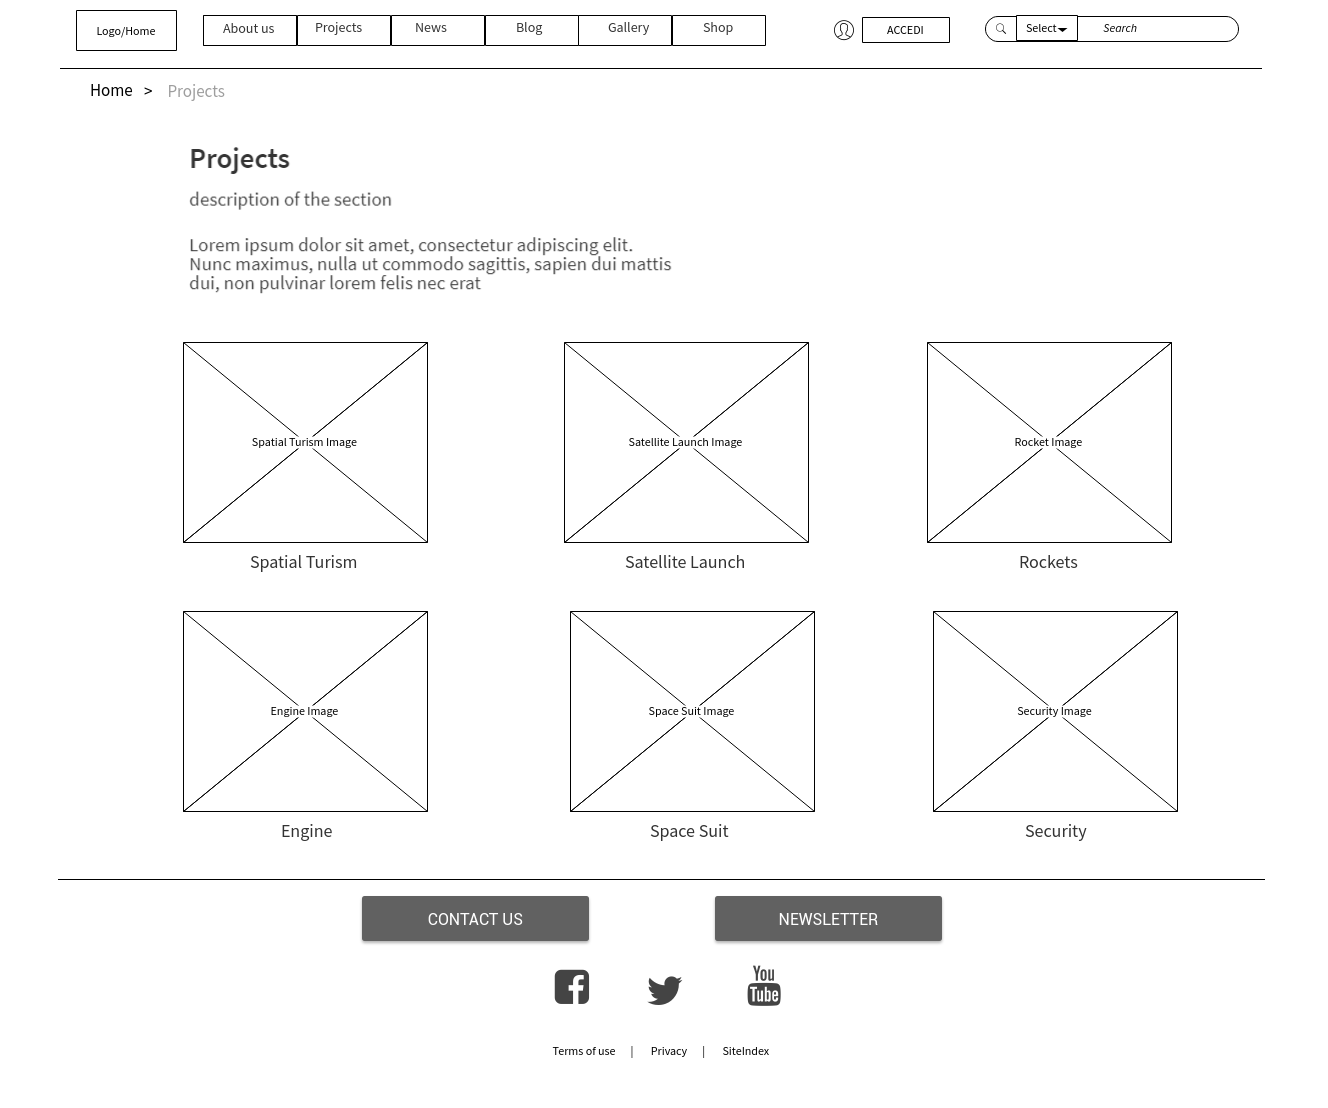 Logo/Home
About us
Projects
News
Blog
Gallery
Shop
ACCEDI
Select
Search
Home > Projects
Projects
description of the section
Lorem ipsum dolor sit amet, consectetur adipiscing elit.
Nunc maximus, nulla ut commodo sagittis, sapien dui mattis
dui, non pulvinar lorem felis nec erat
Spatial Turism Image
Satellite Launch Image
Rocket Image
Spatial Turism
Satellite Launch
Rockets
Engine Image
Space Suit Image
Security Image
Engine
Space Suit
Security
CONTACT US
NEWSLETTER
You
Tube
Terms of use | Privacy | SiteIndex